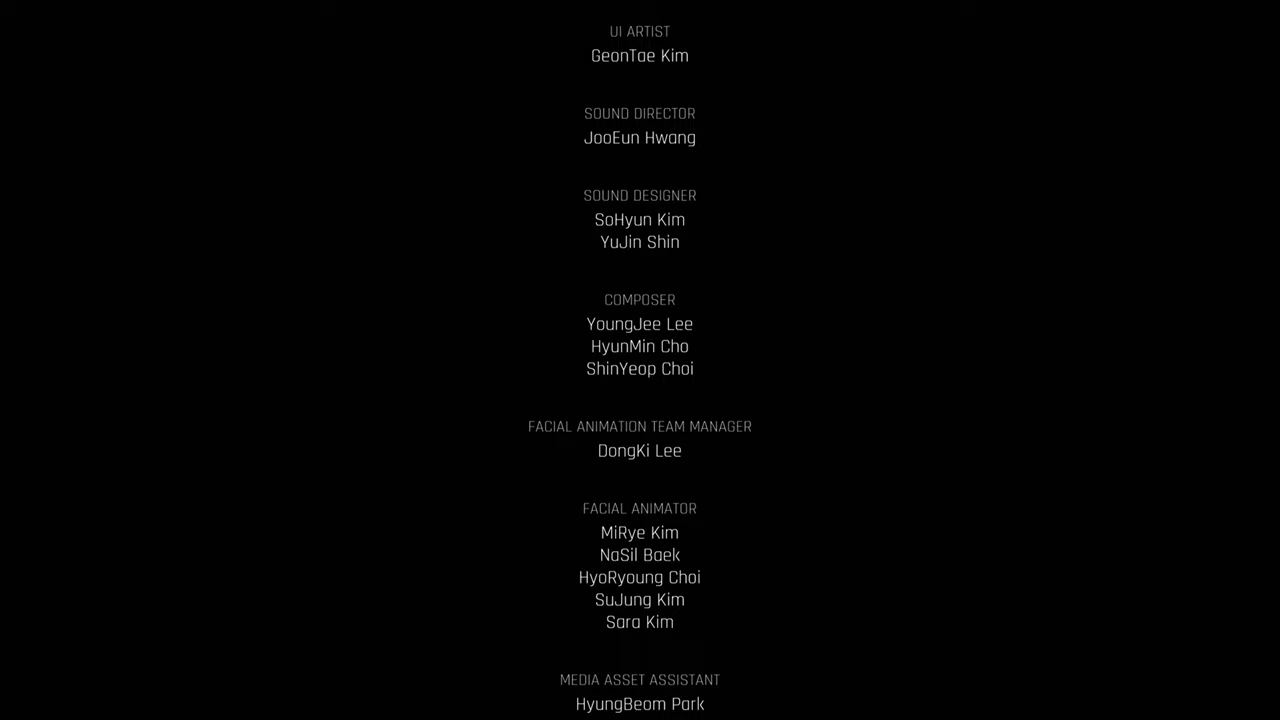 UI ARTIST
GeonTae Kim
SOUND DIRECTOR
JooEun Hwang
SOUND DESIGNER
SoHyun Kim
YuJin Shin
COMPOSER
YoungJee Lee
HyunMin Cho
ShinYeop Choi
FACIAL ANIMATION TEAM MANAGER
DongKi Lee
FACIAL ANIMATOR
MiRye Kim
NaSil Baek
HyoRyoung Choi
SuJung Kim
Sara Kim
MEDIA ASSET ASSISTANT
HyungBeom Park